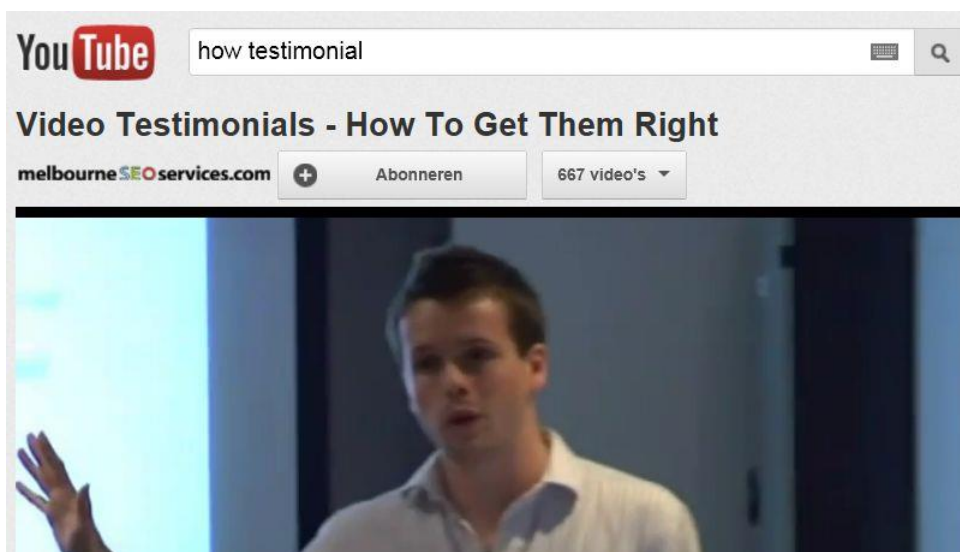 YouTube
how testimonial
Video Testimonials - How To Get Them Right
melbourneSEOservices.com
Abonneren
667 video's